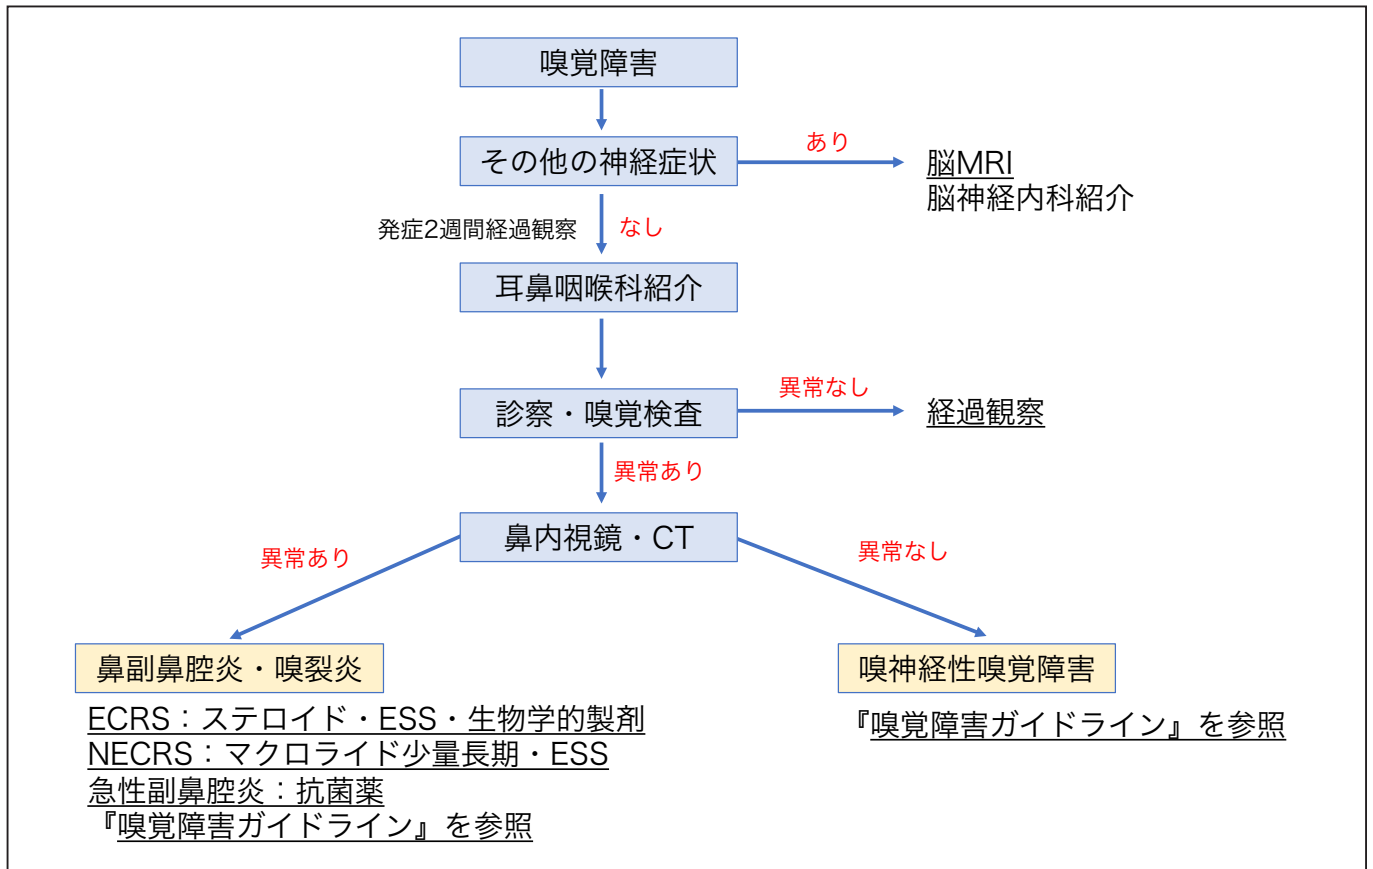 嗅覚障害
その他の神経症状
あり
脳MRI
脳神経内科紹介
発症2週間経過観察
なし
耳鼻咽喉科紹介
診察・嗅覚検査
異常なし
経過観察
異常あり
鼻内視鏡・CT
異常あり
異常なし
鼻副鼻腔炎・嗅裂炎
ECRS：ステロイド・ESS・生物学的製剤
NECRS：マクロライド少量長期・ESS
急性副鼻腔炎：抗菌薬
『嗅覚障害ガイドライン』を参照
嗅神経性嗅覚障害
『嗅覚障害ガイドライン』を参照